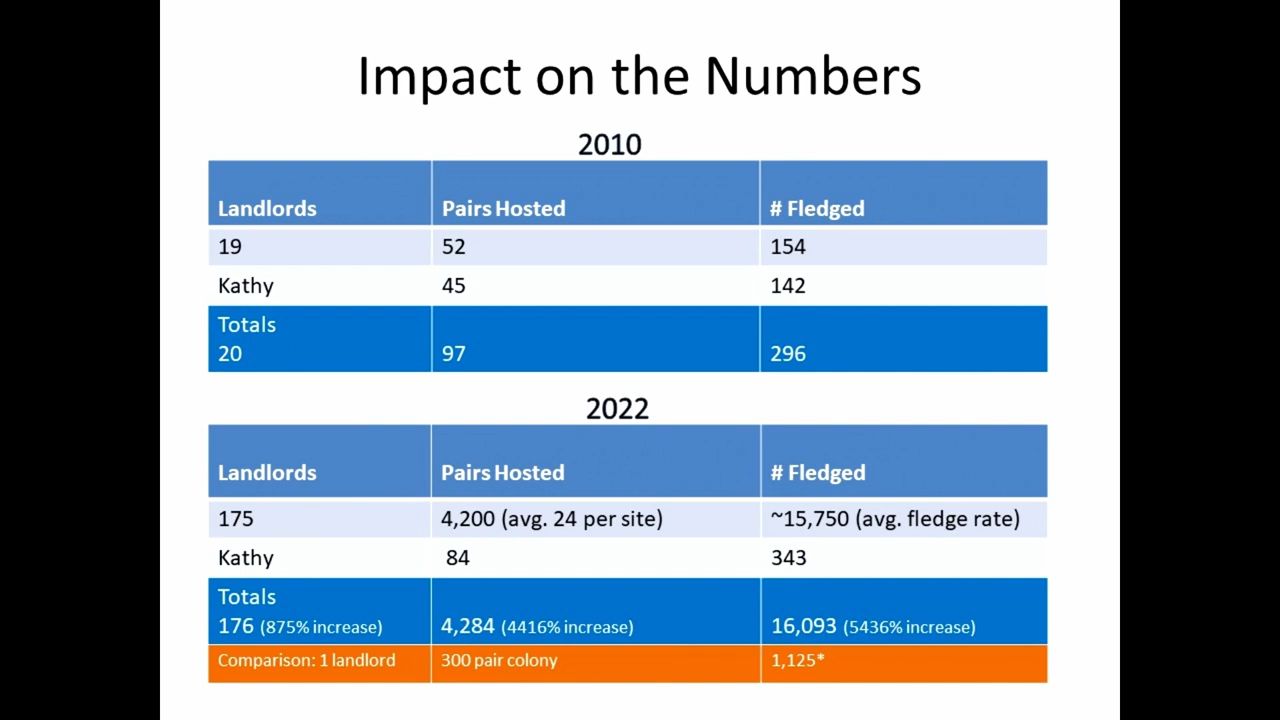 Impact on the Numbers
2010
Landlords Pairs Hosted # Fledged
19 52 154
Kathy 45 142
Totals
20 97 296
2022
Landlords Pairs Hosted # Fledged
175 4,200 (avg. 24 per site) ~15,750 (avg. fledge rate)
Kathy 84 343
Totals
176 (875% increase) 4,284 (4416% increase) 16,093 (5436% increase)
Comparison: 1 landlord 300 pair colony 1,125*